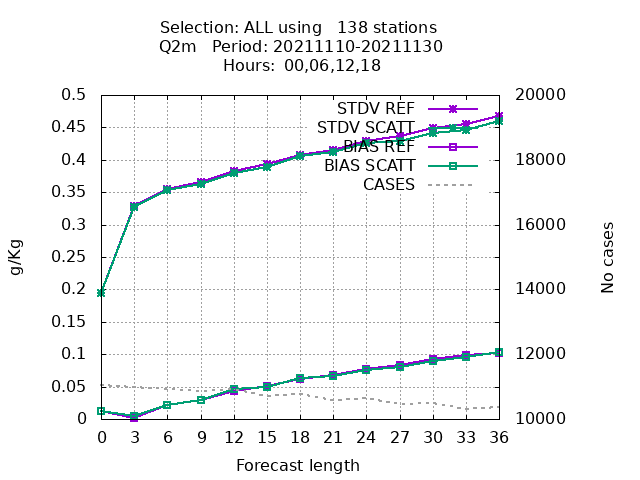 Selection: ALL using   138 stations
Q2m   Period: 20211110-20211130
Hours:  00,06,12,18
0.5
0.45
0.4
0.35
0.3
0.25
0.2
0.15
0.1
0.05
0
20000
18000
16000
14000
12000
10000
STDV REF
STDV SCATT
BIAS REF
BIAS SCATT
CASES
g/Kg
No cases
0 3 6 9 12 15 18 21 24 27 30 33 36
Forecast length